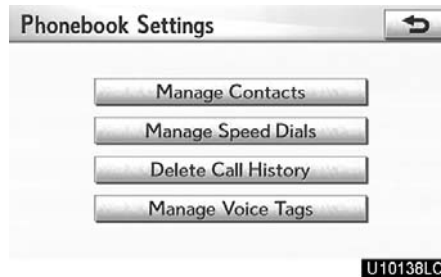 Phonebook Settings
Manage Contacts
Manage Speed Dials
Delete Call History
Manage Voice Tags
U10138LC